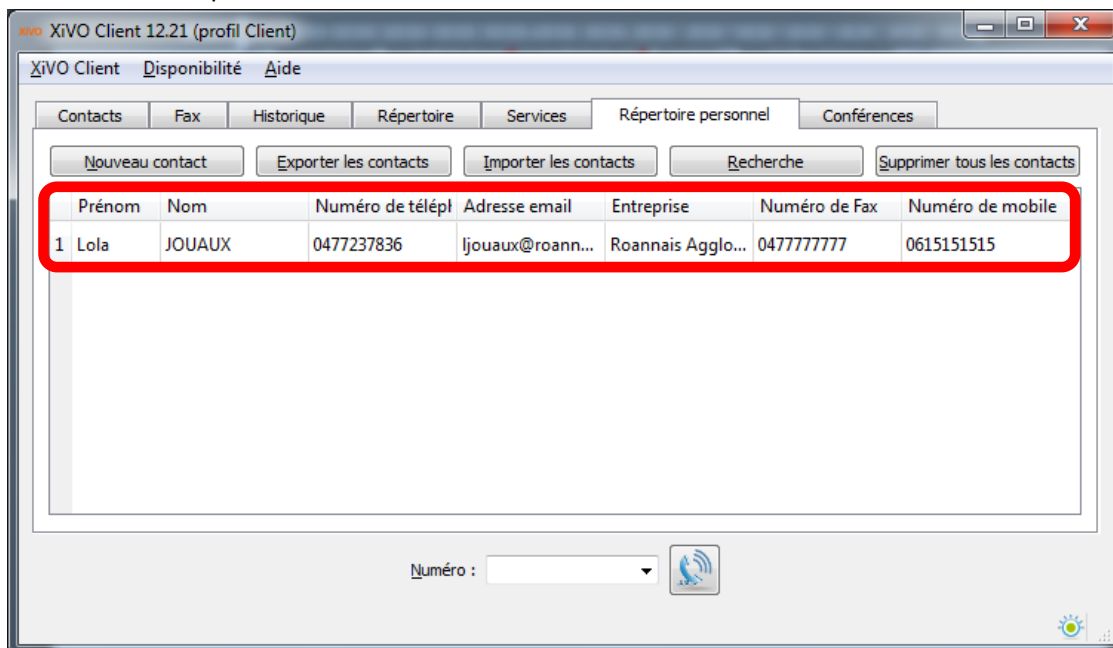 XiVO XiVO Client 12.21 (profil Client)
XiVO Client Disponibilité Aide
Contacts Fax Historique Répertoire Services Répertoire personnel Conférences
Nouveau contact Exporter les contacts Importer les contacts Recherche Supprimer tous les contacts
Prénom Nom Numéro de téléph Adresse email Entreprise Numéro de Fax Numéro de mobile
1 Lola JOUAUX 0477237836 ljouaux@roann... Roannais Agglo... 0477777777 0615151515
Numéro :